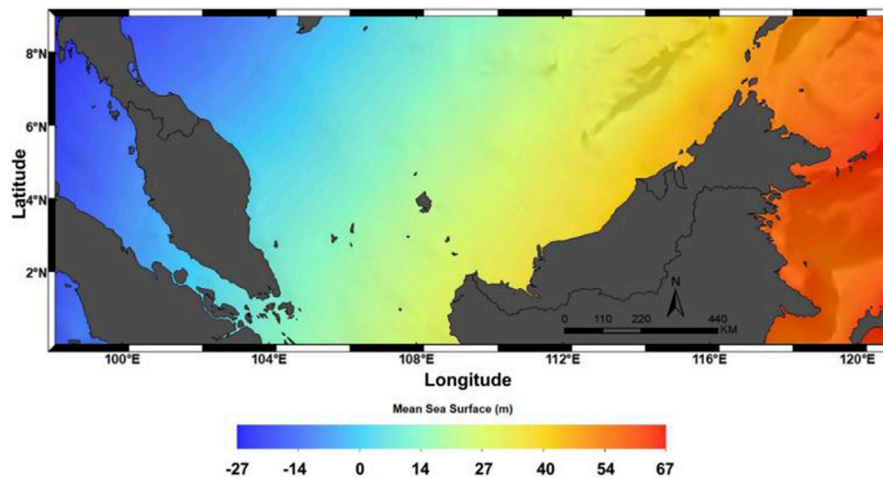 8°N
6°N
4°N
2°N
Latitude
N
0 110 220 440
KM
100°E 104°E 108°E 112°E 116°E 120°E
Longitude
Mean Sea Surface (m)
-27 -14 0 14 27 40 54 67